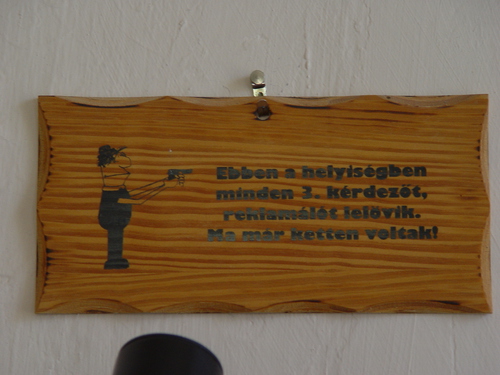 Ebben a helyiségben
minden 3. kérdezőt,
reklamálót lelövik.
Ma már ketten voltak!